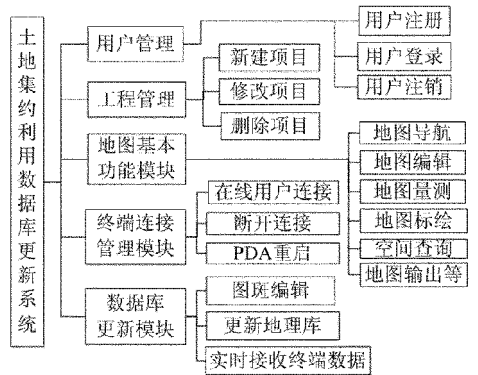 土地集约利用数据库更新系统
用户管理
用户注册
用户登录
用户注销
工程管理
新建项目
修改项目
删除项目
地图基本
功能模块
地图导航
地图编辑
地图量测
地图标绘
空间查询
地图输出等
终端连接
管理模块
在线用户连接
断开连接
PDA重启
数据库
更新模块
图斑编辑
更新地理库
实时接收终端数据